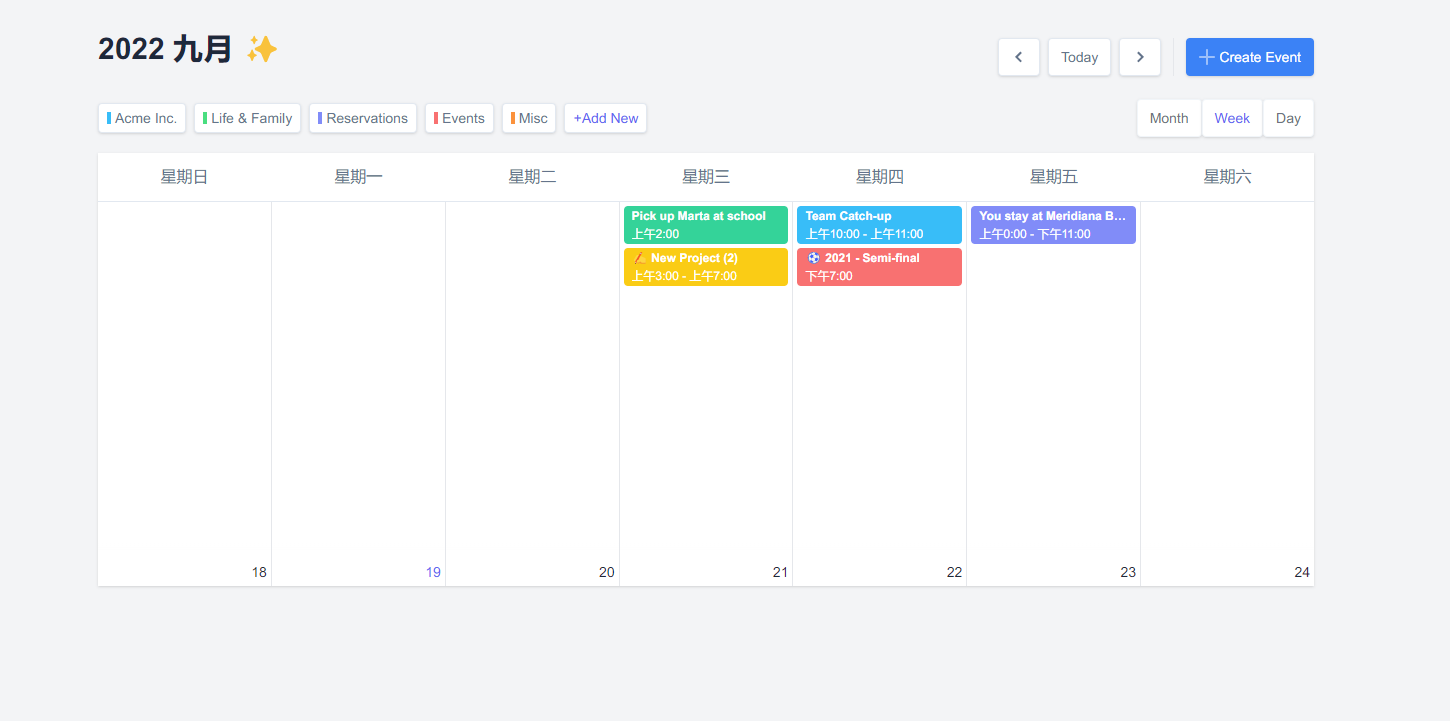 2022 九月 ✨
Today
Create Event
Acme Inc.
Life & Family
Reservations
Events
Misc
+Add New
Month
Week
Day
星期日
星期一
星期二
星期三
星期四
星期五
星期六
Pick up Marta at school
上午2:00
New Project (2)
上午3:00 - 上午7:00
Team Catch-up
上午10:00 - 上午11:00
⚽ 2021 - Semi-final
下午7:00
You stay at Meridiana B...
上午0:00 - 下午11:00
18
19
20
21
22
23
24